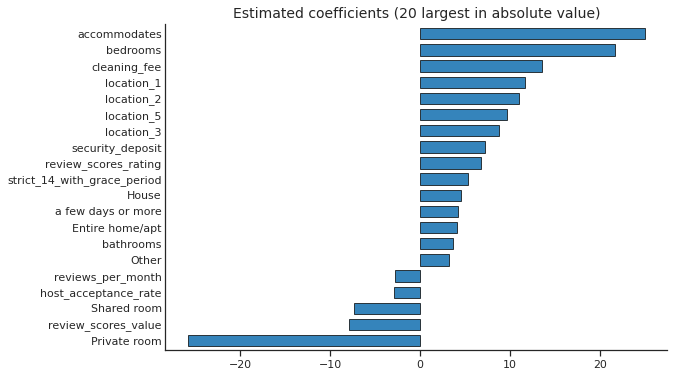 Estimated coefficients (20 largest in absolute value)
accommodates
bedrooms
cleaning_fee
location_1
location_2
location_5
location_3
security_deposit
review_scores_rating
strict_14_with_grace_period
House
a few days or more
Entire home/apt
bathrooms
Other
reviews_per_month
host_acceptance_rate
Shared room
review_scores_value
Private room
−20 −10 0 10 20